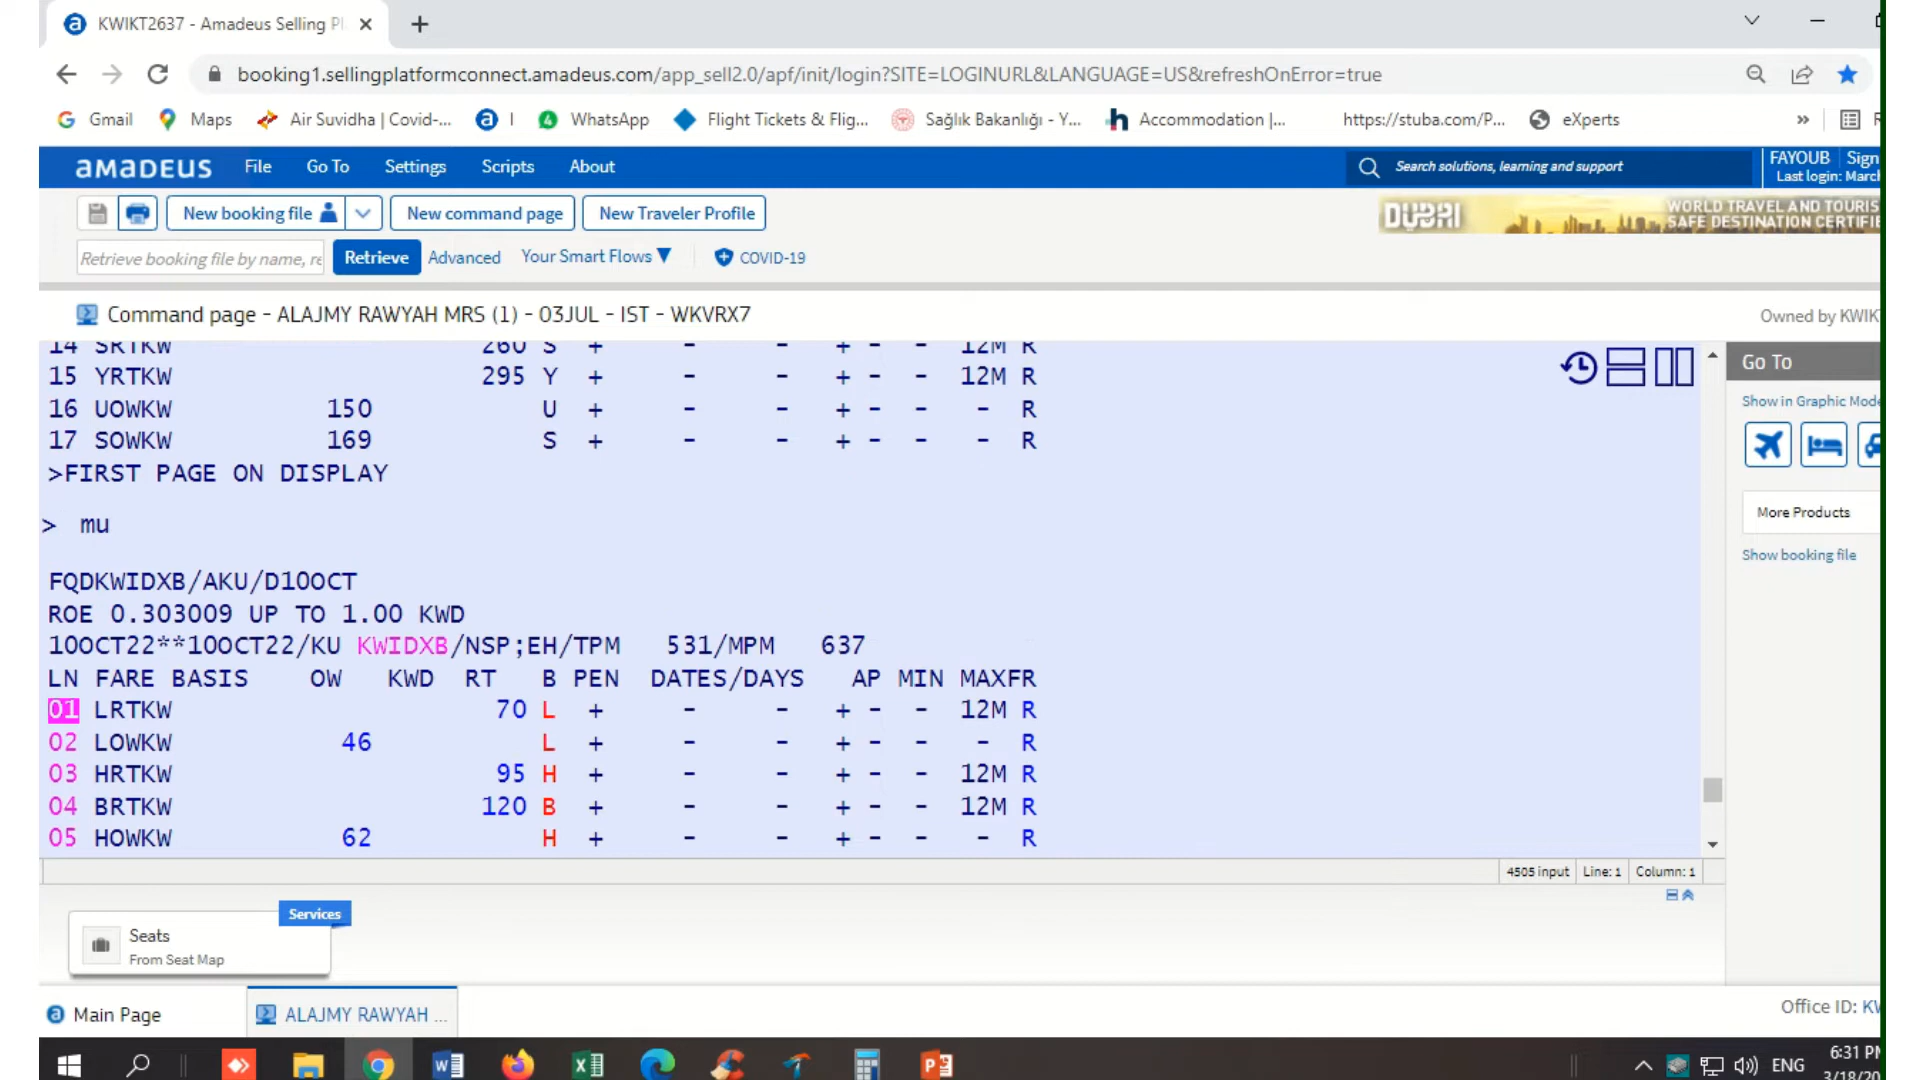 KWIKT2637 - Amadeus Selling Pl
booking1.sellingplatformconnect.amadeus.com/app_sell2.0/apf/init/login?SITE=LOGINURL&LANGUAGE=US&refreshOnError=true
Gmail Maps Air Suvidha | Covid-... I WhatsApp Flight Tickets & Flig... Sağlık Bakanlığı - Y... Accommodation |... https://stuba.com/P... eXperts »
amadeus File Go To Settings Scripts About Search solutions, learning and support FAYOUB Sign
Last login: March
New booking file New command page New Traveler Profile DUBAI WORLD TRAVEL AND TOURIS
SAFE DESTINATION CERTIFIE
Retrieve booking file by name, re Retrieve Advanced Your Smart Flows COVID-19
Command page - ALAJMY RAWYAH MRS (1) - 03JUL - IST - WKVRX7 Owned by KWIK
14 SRTKW 260 S + - - + - - 12M R
15 YRTKW 295 Y + - - + - - 12M R
16 UOWKW 150 U + - - + - - - R
17 SOWKW 169 S + - - + - - - R
>FIRST PAGE ON DISPLAY
> mu
FQDKWIDXB/AKU/D10OCT
ROE 0.303009 UP TO 1.00 KWD
10OCT22**10OCT22/KU KWIDXB/NSP;EH/TPM 531/MPM 637
LN FARE BASIS OW KWD RT B PEN DATES/DAYS AP MIN MAXFR
01 LRTKW 70 L + - - + - - 12M R
02 LOWKW 46 L + - - + - - - R
03 HRTKW 95 H + - - + - - 12M R
04 BRTKW 120 B + - - + - - 12M R
05 HOWKW 62 H + - - + - - - R
Go To
Show in Graphic Mode
More Products
Show booking file
4505 input Line: 1 Column: 1
Services
Seats
From Seat Map
Main Page ALAJMY RAWYAH ... Office ID: KW
ENG 6:31 PM
3/18/20